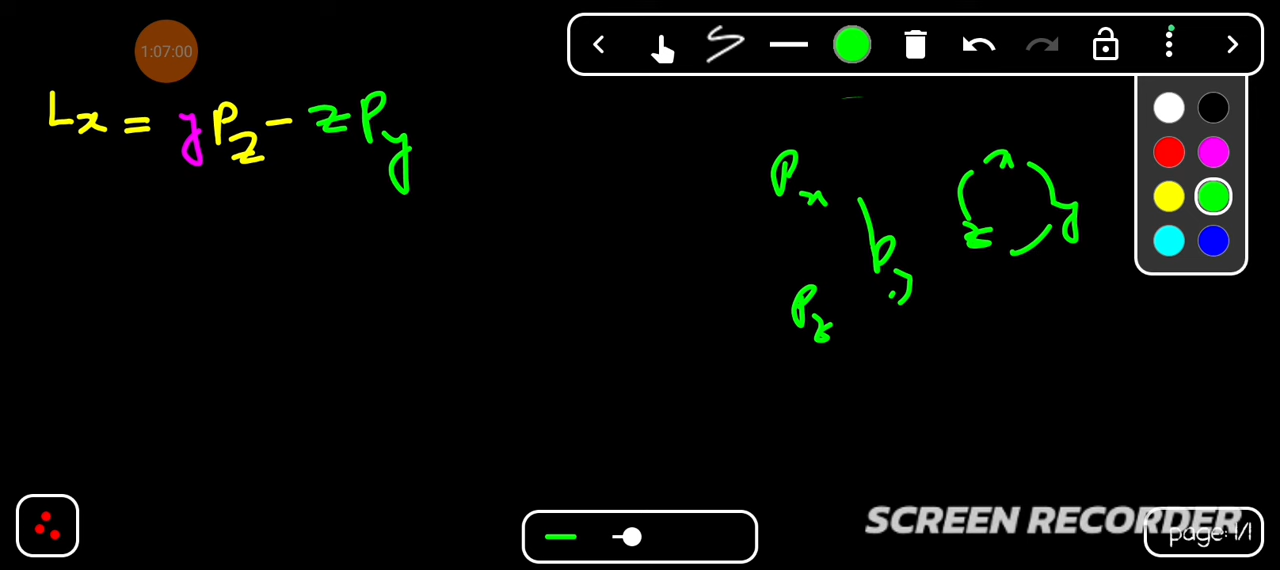 1:07:00
Lx = yPz - zPy
Px
x
y
z
Py
Pz
SCREEN RECORDER
page:1/1